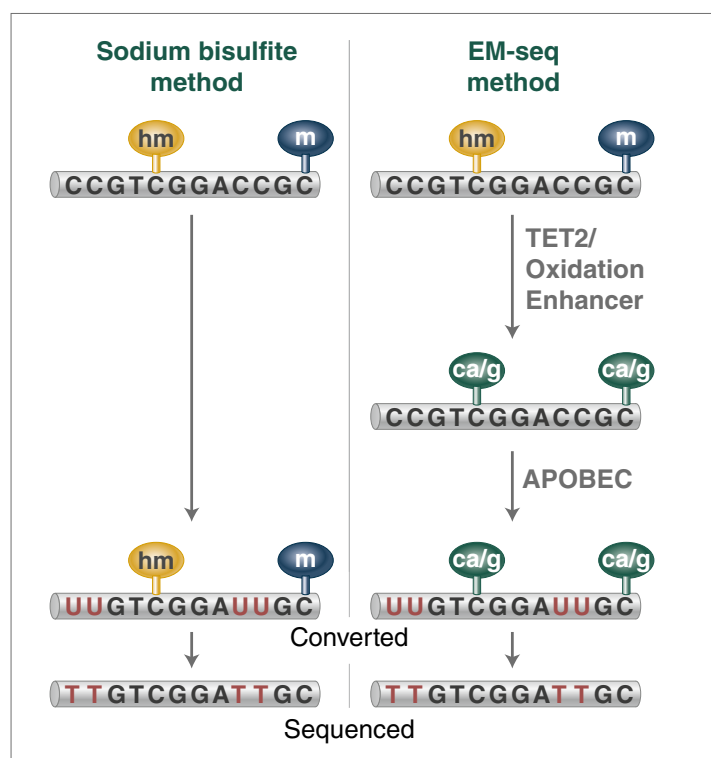 Sodium bisulfite
method
hm
m
CCGTCGGACCGC
hm
m
UUGTCGGAUUGC
TTGTCGGATTGC
EM-seq
method
hm
m
CCGTCGGACCGC
TET2/
Oxidation
Enhancer
ca/g
ca/g
CCGTCGGACCGC
APOBEC
ca/g
ca/g
UUGTCGGAUUGC
Converted
TTGTCGGATTGC
Sequenced